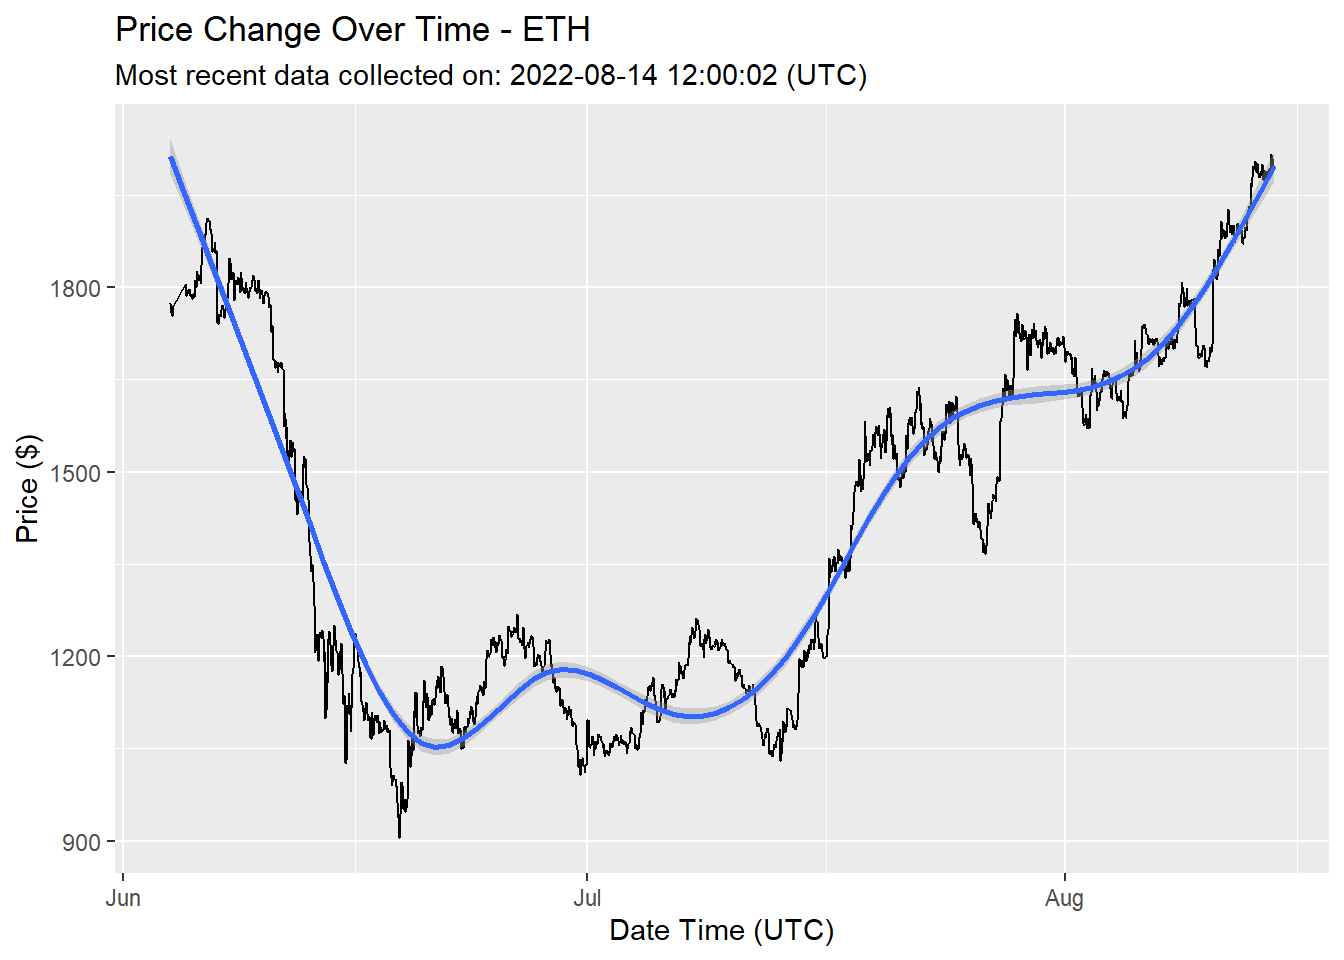 Price Change Over Time - ETH
Most recent data collected on: 2022-08-14 12:00:02 (UTC)
Price ($)
1800
1500
1200
900
Jun Jul Aug
Date Time (UTC)